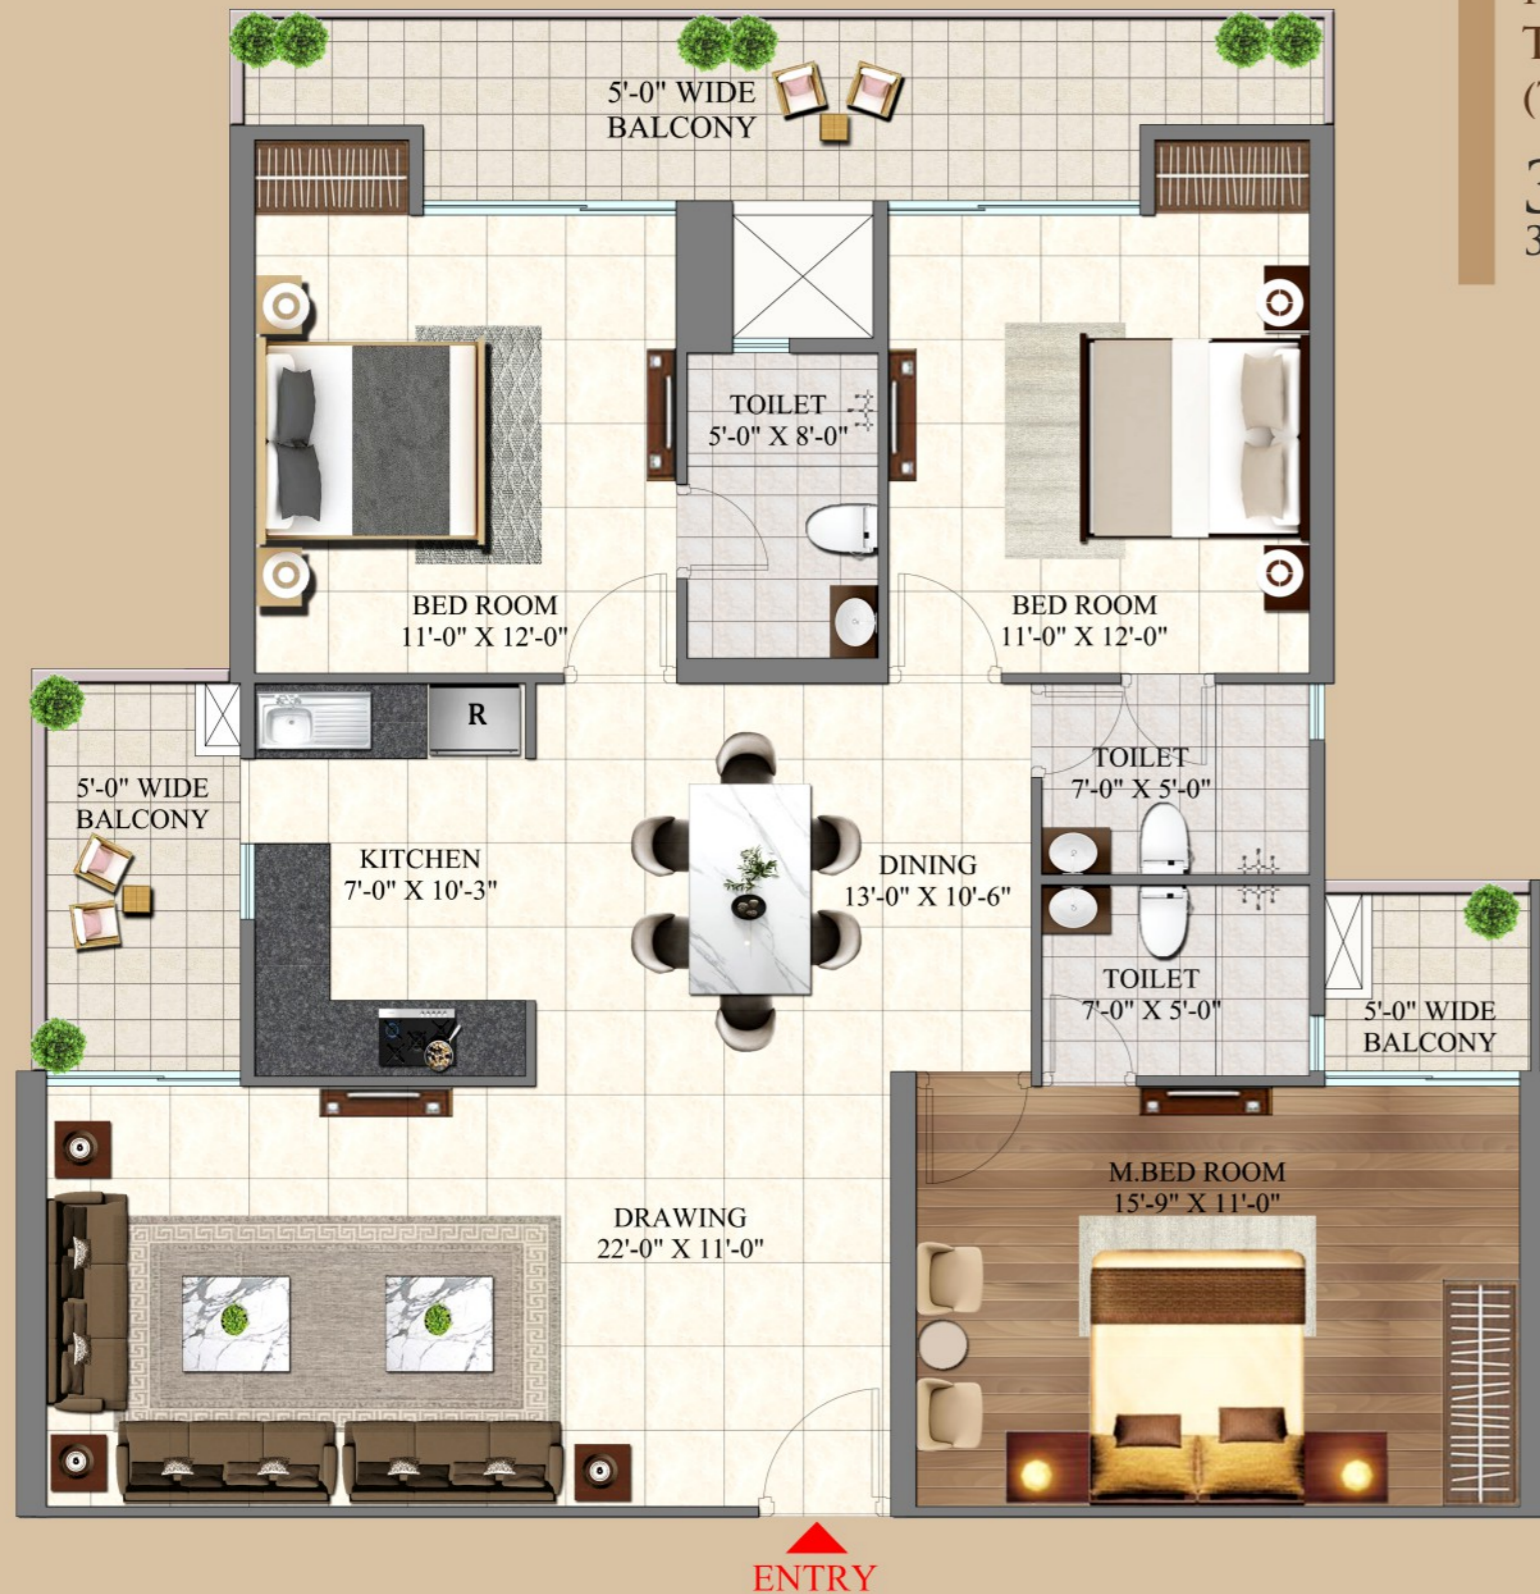 5'-0" WIDE
BALCONY
TOILET
5'-0" X 8'-0"
BED ROOM
11'-0" X 12'-0"
BED ROOM
11'-0" X 12'-0"
R
5'-0" WIDE
BALCONY
TOILET
7'-0" X 5'-0"
KITCHEN
7'-0" X 10'-3"
DINING
13'-0" X 10'-6"
TOILET
7'-0" X 5'-0"
5'-0" WIDE
BALCONY
M.BED ROOM
15'-9" X 11'-0"
DRAWING
22'-0" X 11'-0"
ENTRY